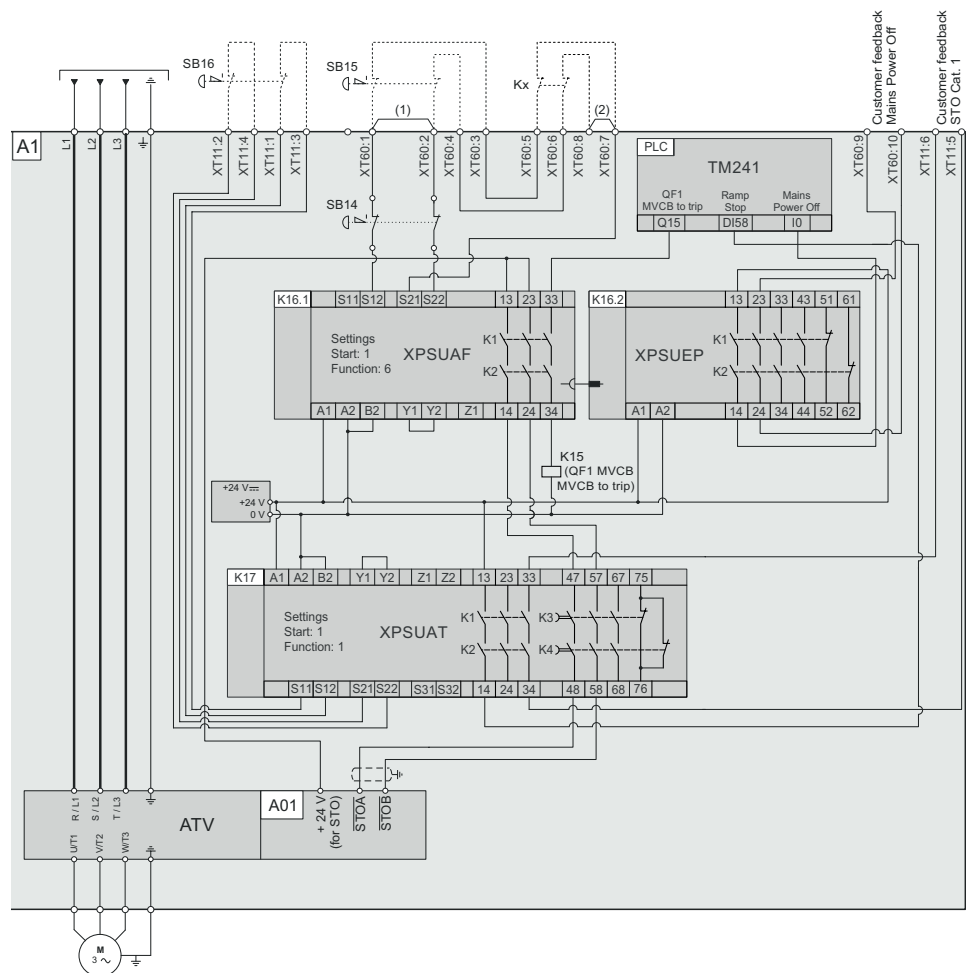 Customer feedback
Mains Power Off
Customer feedback
STO Cat. 1
SB16
SB15
Kx
(1)
(2)
A1
L1
L2
L3
XT11:2
XT11:4
XT11:1
XT11:3
XT60:1
XT60:2
XT60:4
XT60:3
XT60:5
XT60:6
XT60:8
XT60:7
XT60:9
XT60:10
XT11:6
XT11:5
PLC
TM241
QF1
MVCB to trip
Ramp
Stop
Mains
Power Off
Q15
DI58
I0
SB14
K16.1
S11 S12 S21 S22 13 23 33
Settings
Start: 1
Function: 6
XPSUAF
K1
K2
A1 A2 B2 Y1 Y2 Z1 14 24 34
K16.2
13 23 33 43 51 61
XPSUEP
K1
K2
A1 A2 14 24 34 44 52 62
K15
(QF1 MVCB
MVCB to trip)
+24 V
+24 V
0 V
K17
A1 A2 B2 Y1 Y2 Z1 Z2 13 23 33 47 57 67 75
Settings
Start: 1
Function: 1
XPSUAT
K1
K2
K3
K4
S11 S12 S21 S22 S31 S32 14 24 34 48 58 68 76
R / L1
S / L2
T / L3
U/T1
V/T2
W/T3
ATV
A01
+ 24 V
(for STO)
STOA
STOB
M
3